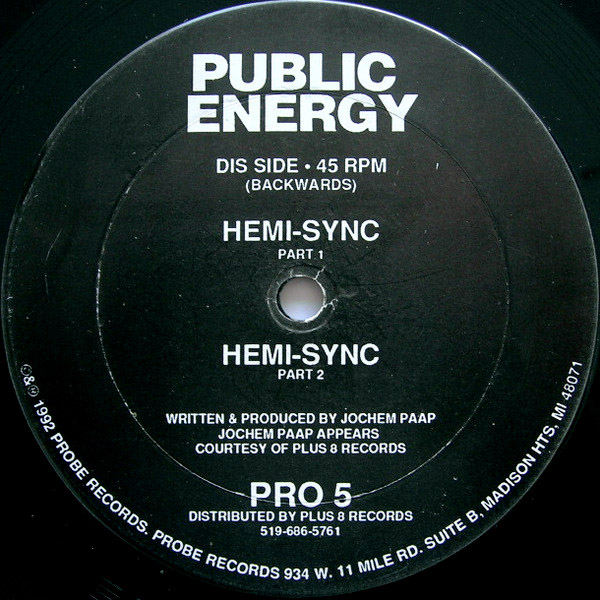 PUBLIC
ENERGY
DIS SIDE • 45 RPM
(BACKWARDS)
HEMI-SYNC
PART 1
HEMI-SYNC
PART 2
WRITTEN & PRODUCED BY JOCHEM PAAP
JOCHEM PAAP APPEARS
COURTESY OF PLUS 8 RECORDS
PRO 5
DISTRIBUTED BY PLUS 8 RECORDS
519-686-5761
©&℗ 1992 PROBE RECORDS. PROBE RECORDS 934 W. 11 MILE RD. SUITE B, MADISON HTS, MI 48071